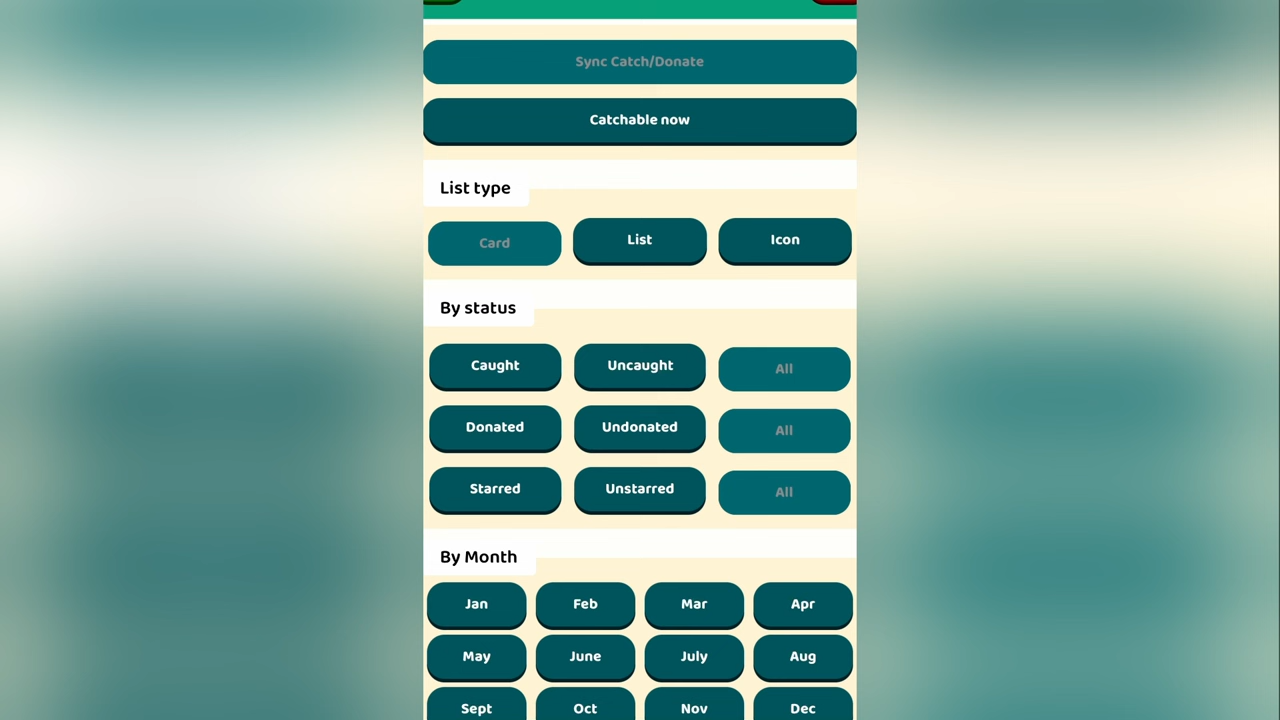 Sync Catch/Donate
Catchable now
List type
Card List Icon
By status
Caught Uncaught All
Donated Undonated All
Starred Unstarred All
By Month
Jan Feb Mar Apr
May June July Aug
Sept Oct Nov Dec